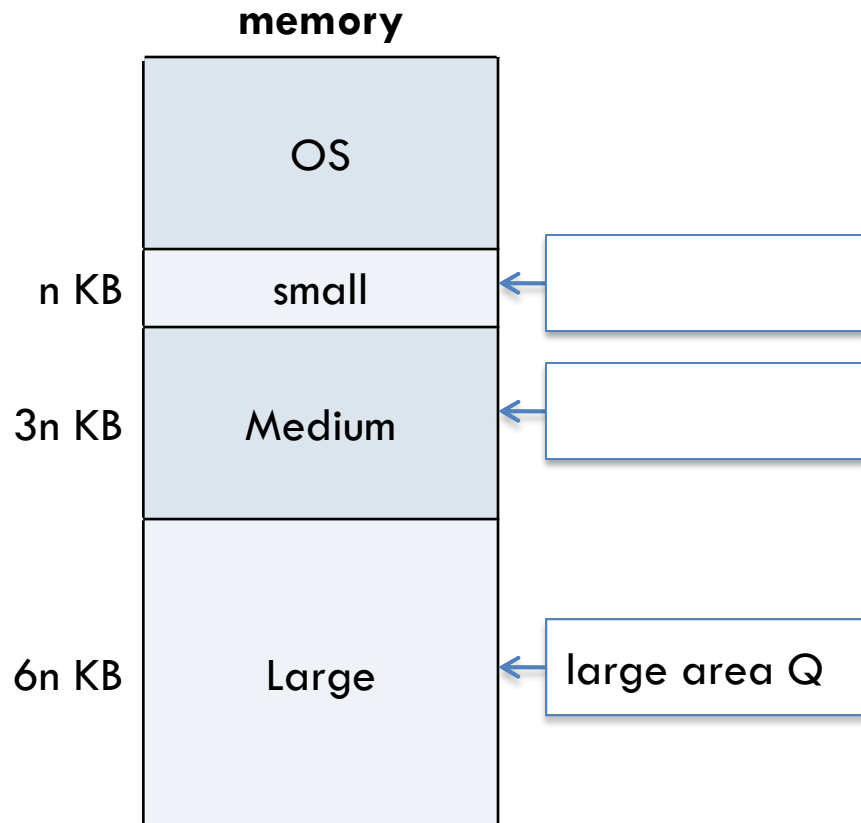 memory
OS
n KB
small
3n KB
Medium
6n KB
Large
large area Q